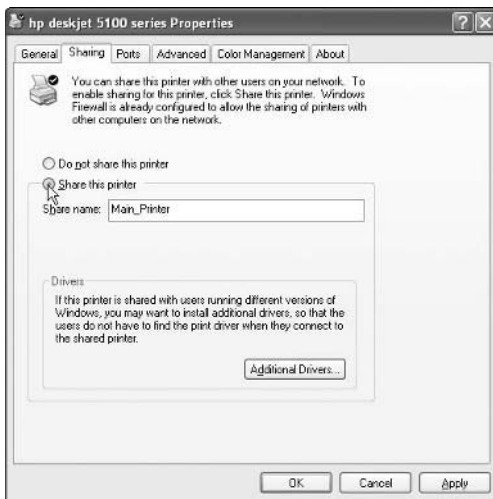 hp deskjet 5100 series Properties
General Sharing Ports Advanced Color Management About
You can share this printer with other users on your network. To
enable sharing for this printer, click Share this printer. Windows
Firewall is already configured to allow the sharing of printers with
other computers on the network.
Do not share this printer
Share this printer
Share name: Main_Printer
Drivers
If this printer is shared with users running different versions of
Windows, you may want to install additional drivers, so that the
users do not have to find the print driver when they connect to
the shared printer.
Additional Drivers...
OK Cancel Apply